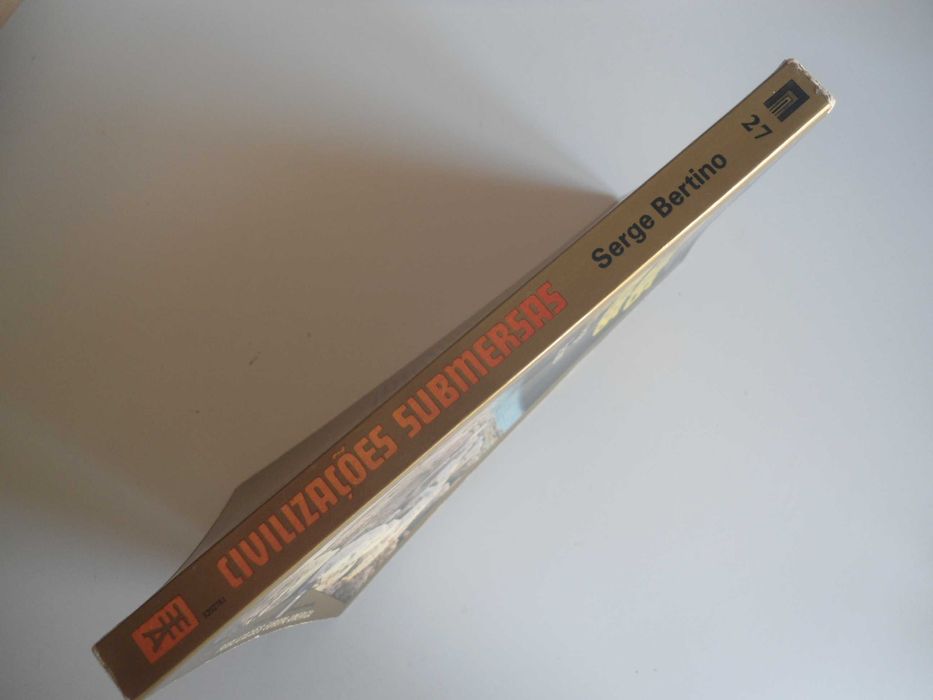 CIVILIZAÇÕES SUBMERSAS
Serge Bertino
27